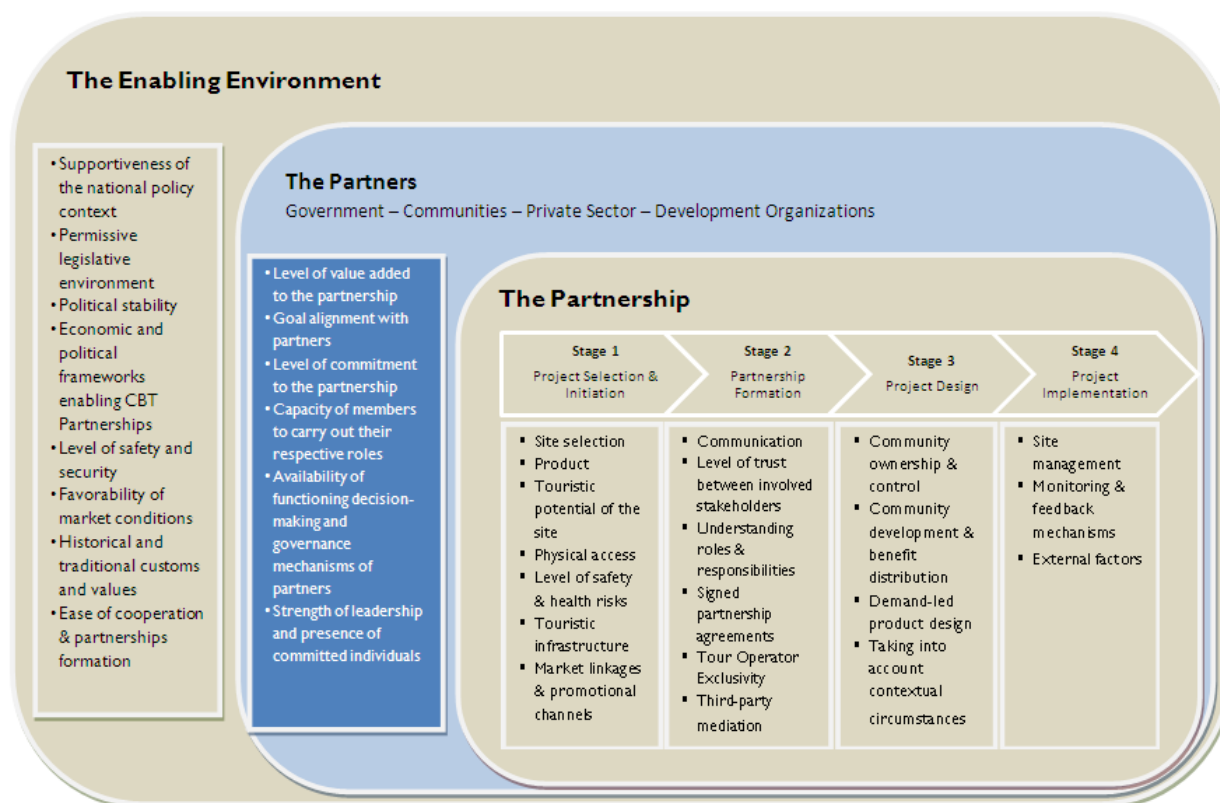 The Enabling Environment
•Supportiveness of
the national policy
context
•Permissive
legislative
environment
•Political stability
•Economic and
political
frameworks
enabling CBT
Partnerships
•Level of safety and
security
•Favorability of
market conditions
•Historical and
traditional customs
and values
•Ease of cooperation
& partnerships
formation
The Partners
Government – Communities – Private Sector – Development Organizations
•Level of value added
to the partnership
•Goal alignment with
partners
•Level of commitment
to the partnership
•Capacity of members
to carry out their
respective roles
•Availability of
functioning decision-
making and
governance
mechanisms of
partners
•Strength of leadership
and presence of
committed individuals
The Partnership
Stage 1
Project Selection &
Initiation
▪ Site selection
▪ Product
▪ Touristic
potential of the
site
▪ Physical access
▪ Level of safety
& health risks
▪ Touristic
infrastructure
▪ Market linkages
& promotional
channels
Stage 2
Partnership
Formation
▪ Communication
▪ Level of trust
between involved
stakeholders
▪ Understanding
roles &
responsibilities
▪ Signed
partnership
agreements
▪ Tour Operator
Exclusivity
▪ Third-party
mediation
Stage 3
Project Design
▪ Community
ownership &
control
▪ Community
development &
benefit
distribution
▪ Demand-led
product design
▪ Taking into
account
contextual
circumstances
Stage 4
Project
Implementation
▪ Site
management
▪ Monitoring &
feedback
mechanisms
▪ External factors